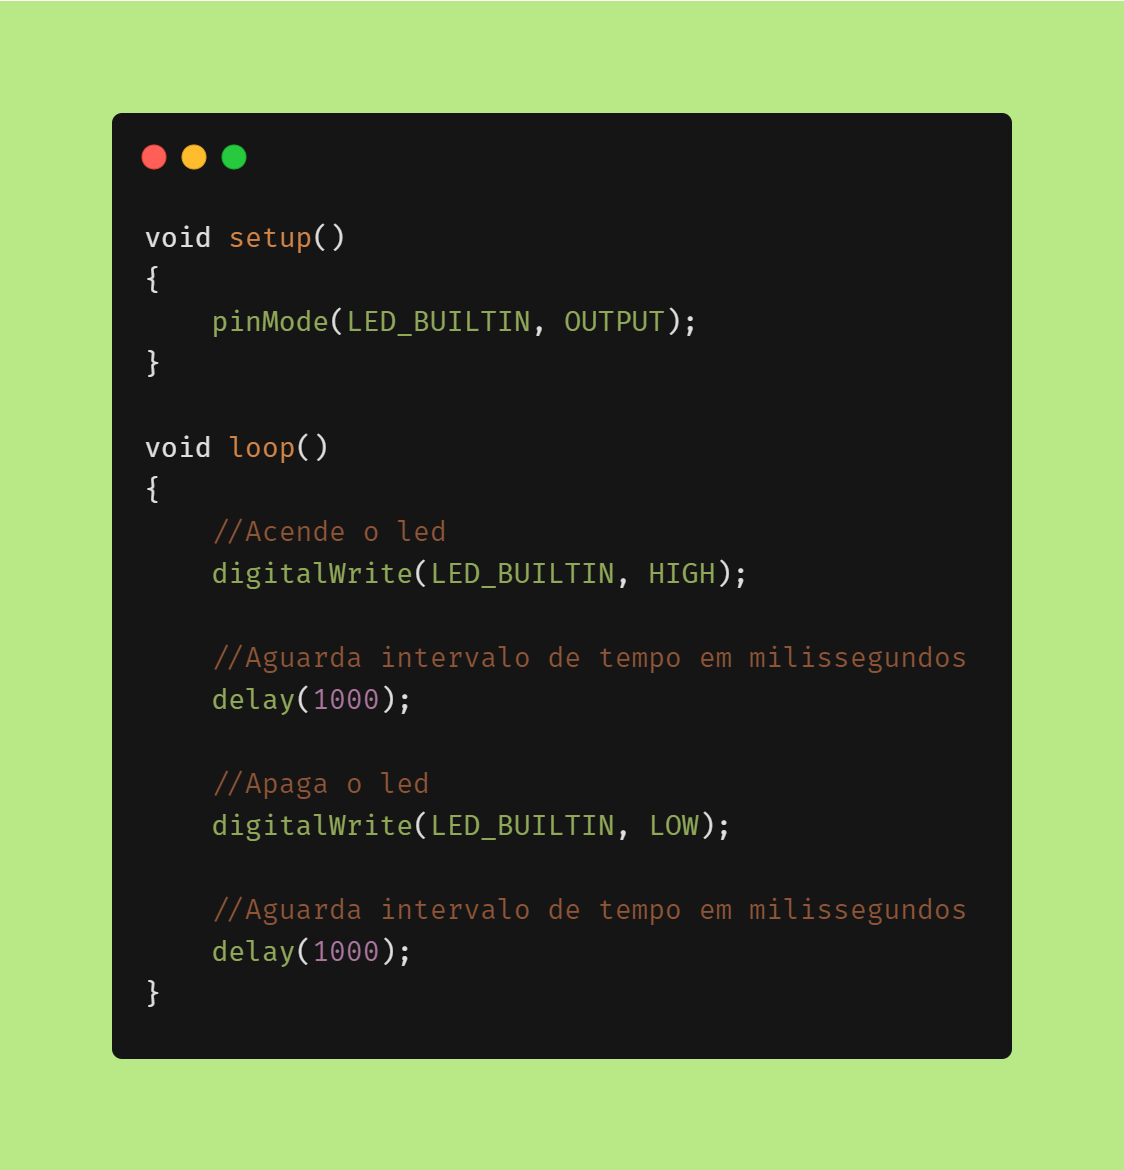 void setup()
{
    pinMode(LED_BUILTIN, OUTPUT);
}

void loop()
{
    //Acende o led
    digitalWrite(LED_BUILTIN, HIGH);

    //Aguarda intervalo de tempo em milissegundos
    delay(1000);

    //Apaga o led
    digitalWrite(LED_BUILTIN, LOW);

    //Aguarda intervalo de tempo em milissegundos
    delay(1000);
}